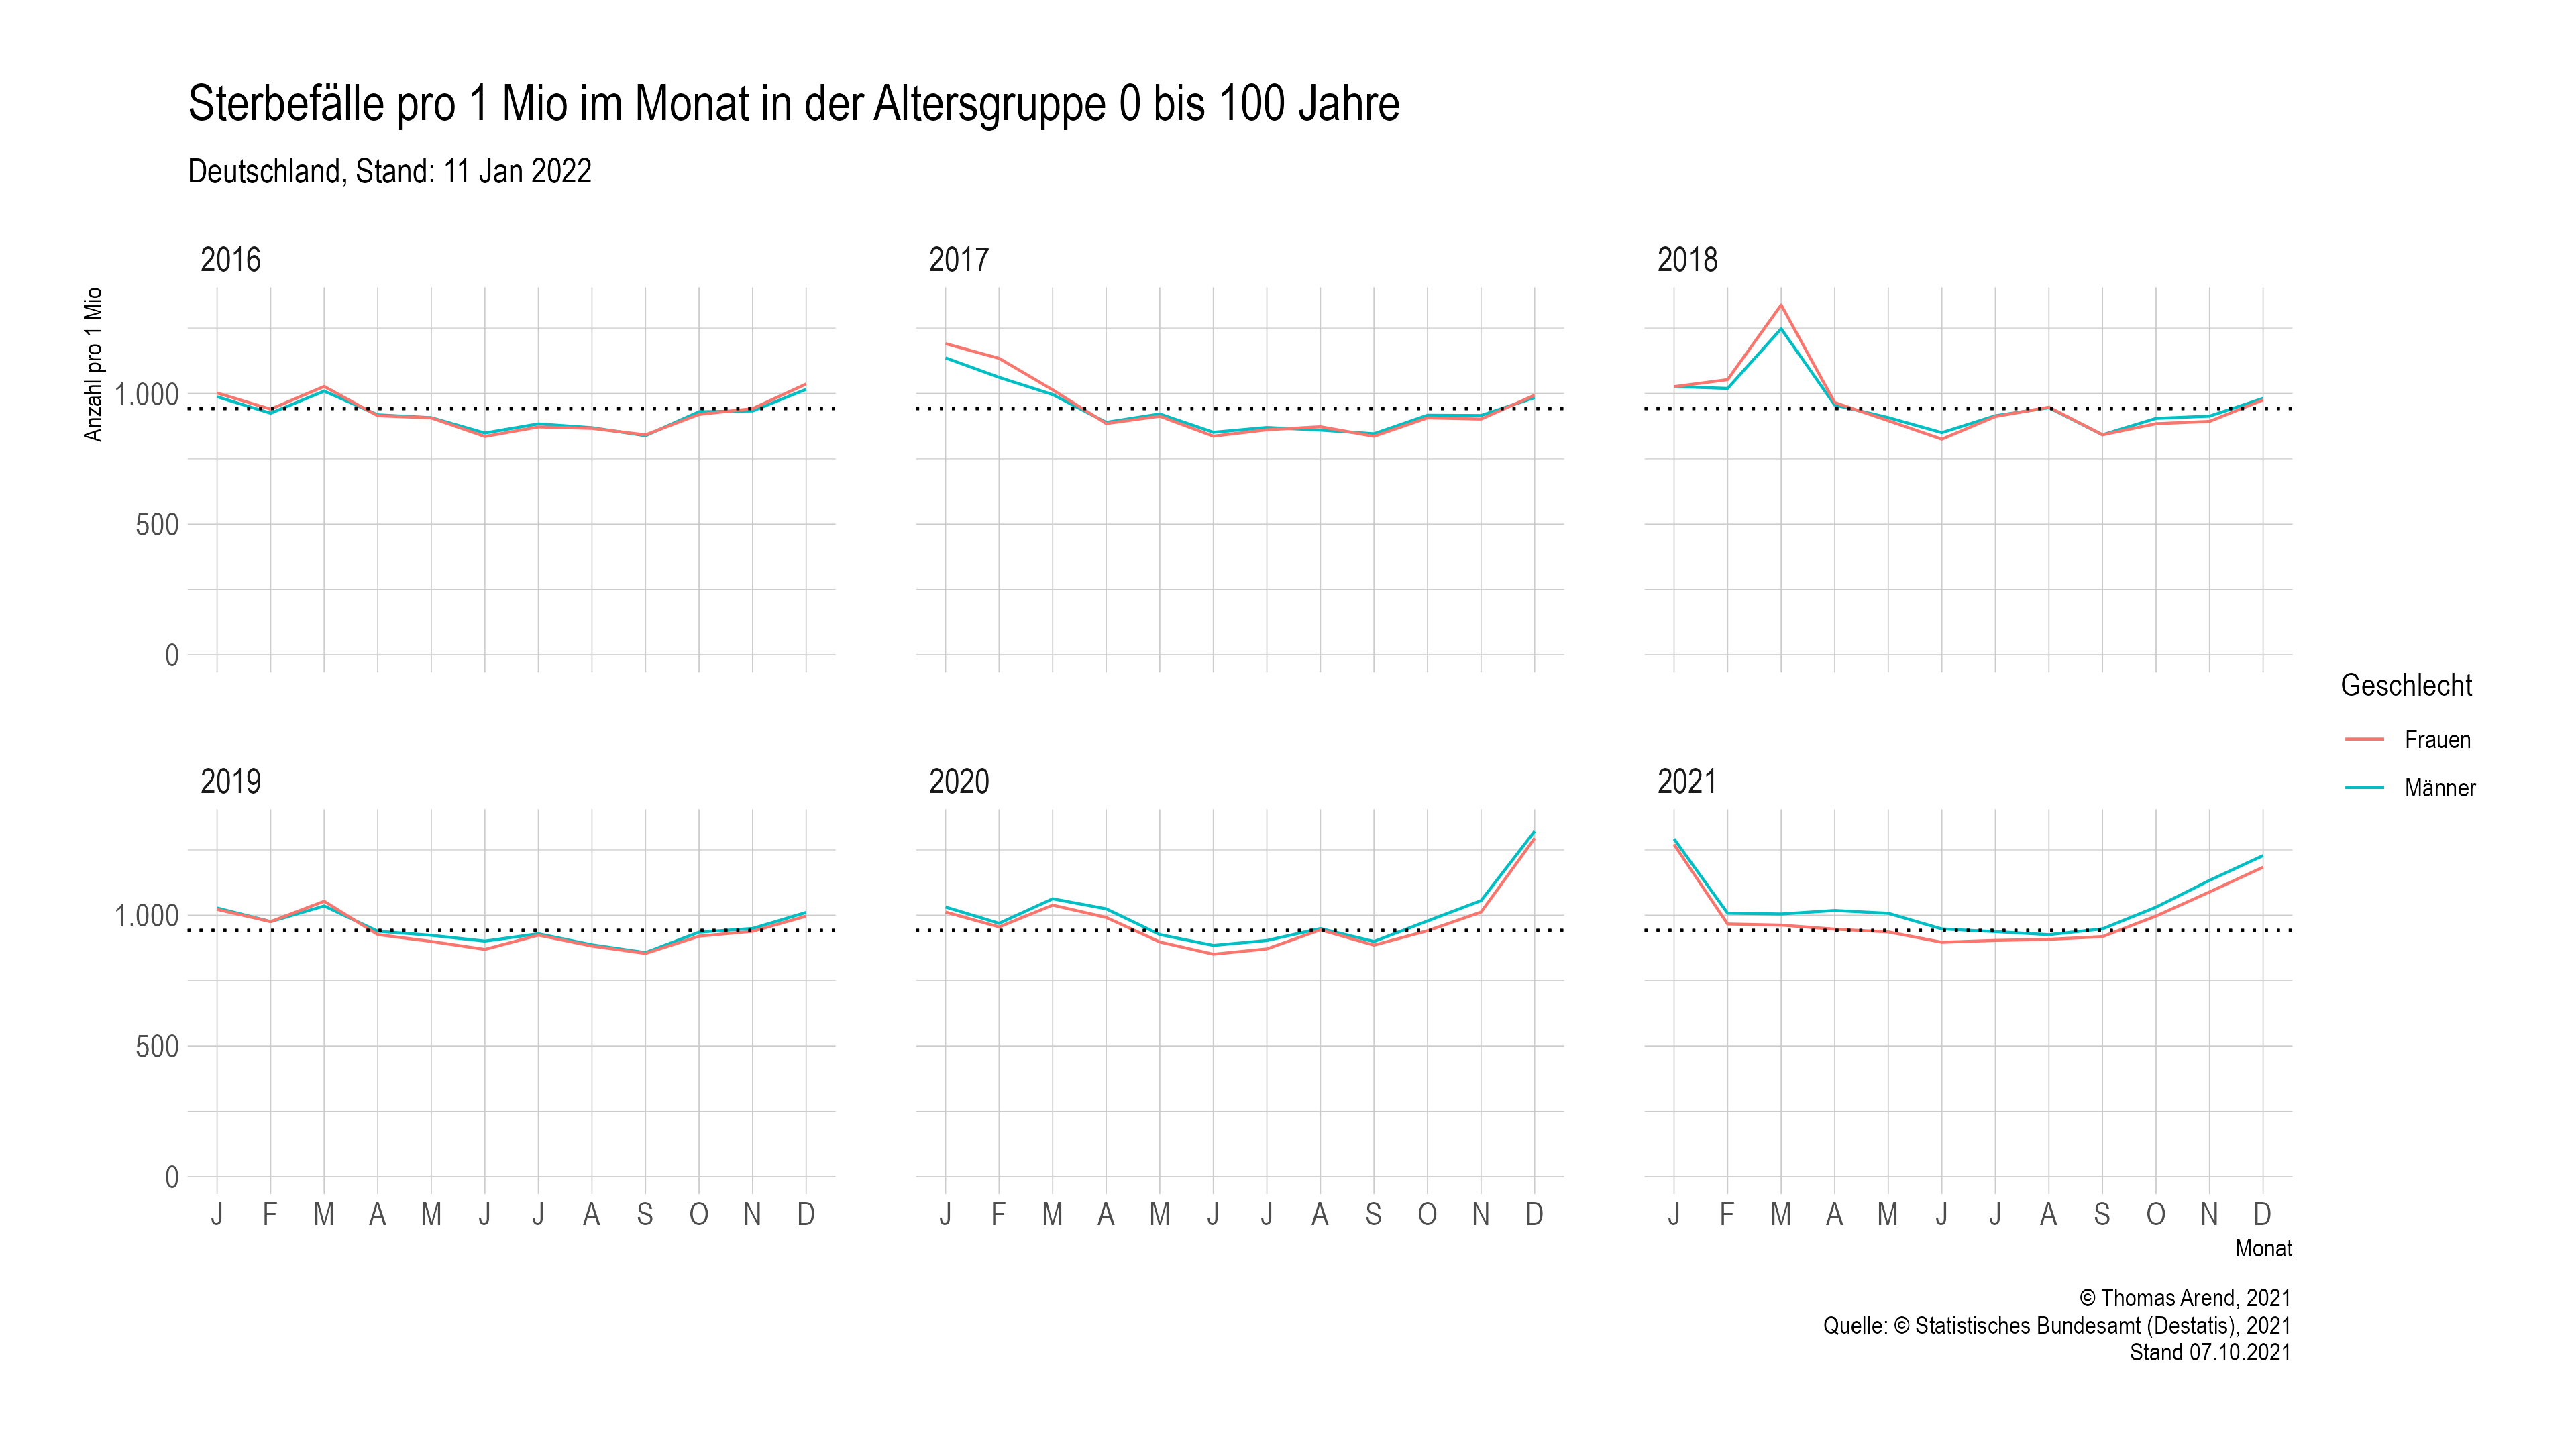 Sterbefälle pro 1 Mio im Monat in der Altersgruppe 0 bis 100 Jahre
Deutschland, Stand: 11 Jan 2022
2016
2017
2018
Anzahl pro 1 Mio
1.000
500
0
Geschlecht
Frauen
Männer
2019
2020
2021
1.000
500
0
J F M A M J J A S O N D
J F M A M J J A S O N D
J F M A M J J A S O N D
Monat
© Thomas Arend, 2021
Quelle: © Statistisches Bundesamt (Destatis), 2021
Stand 07.10.2021